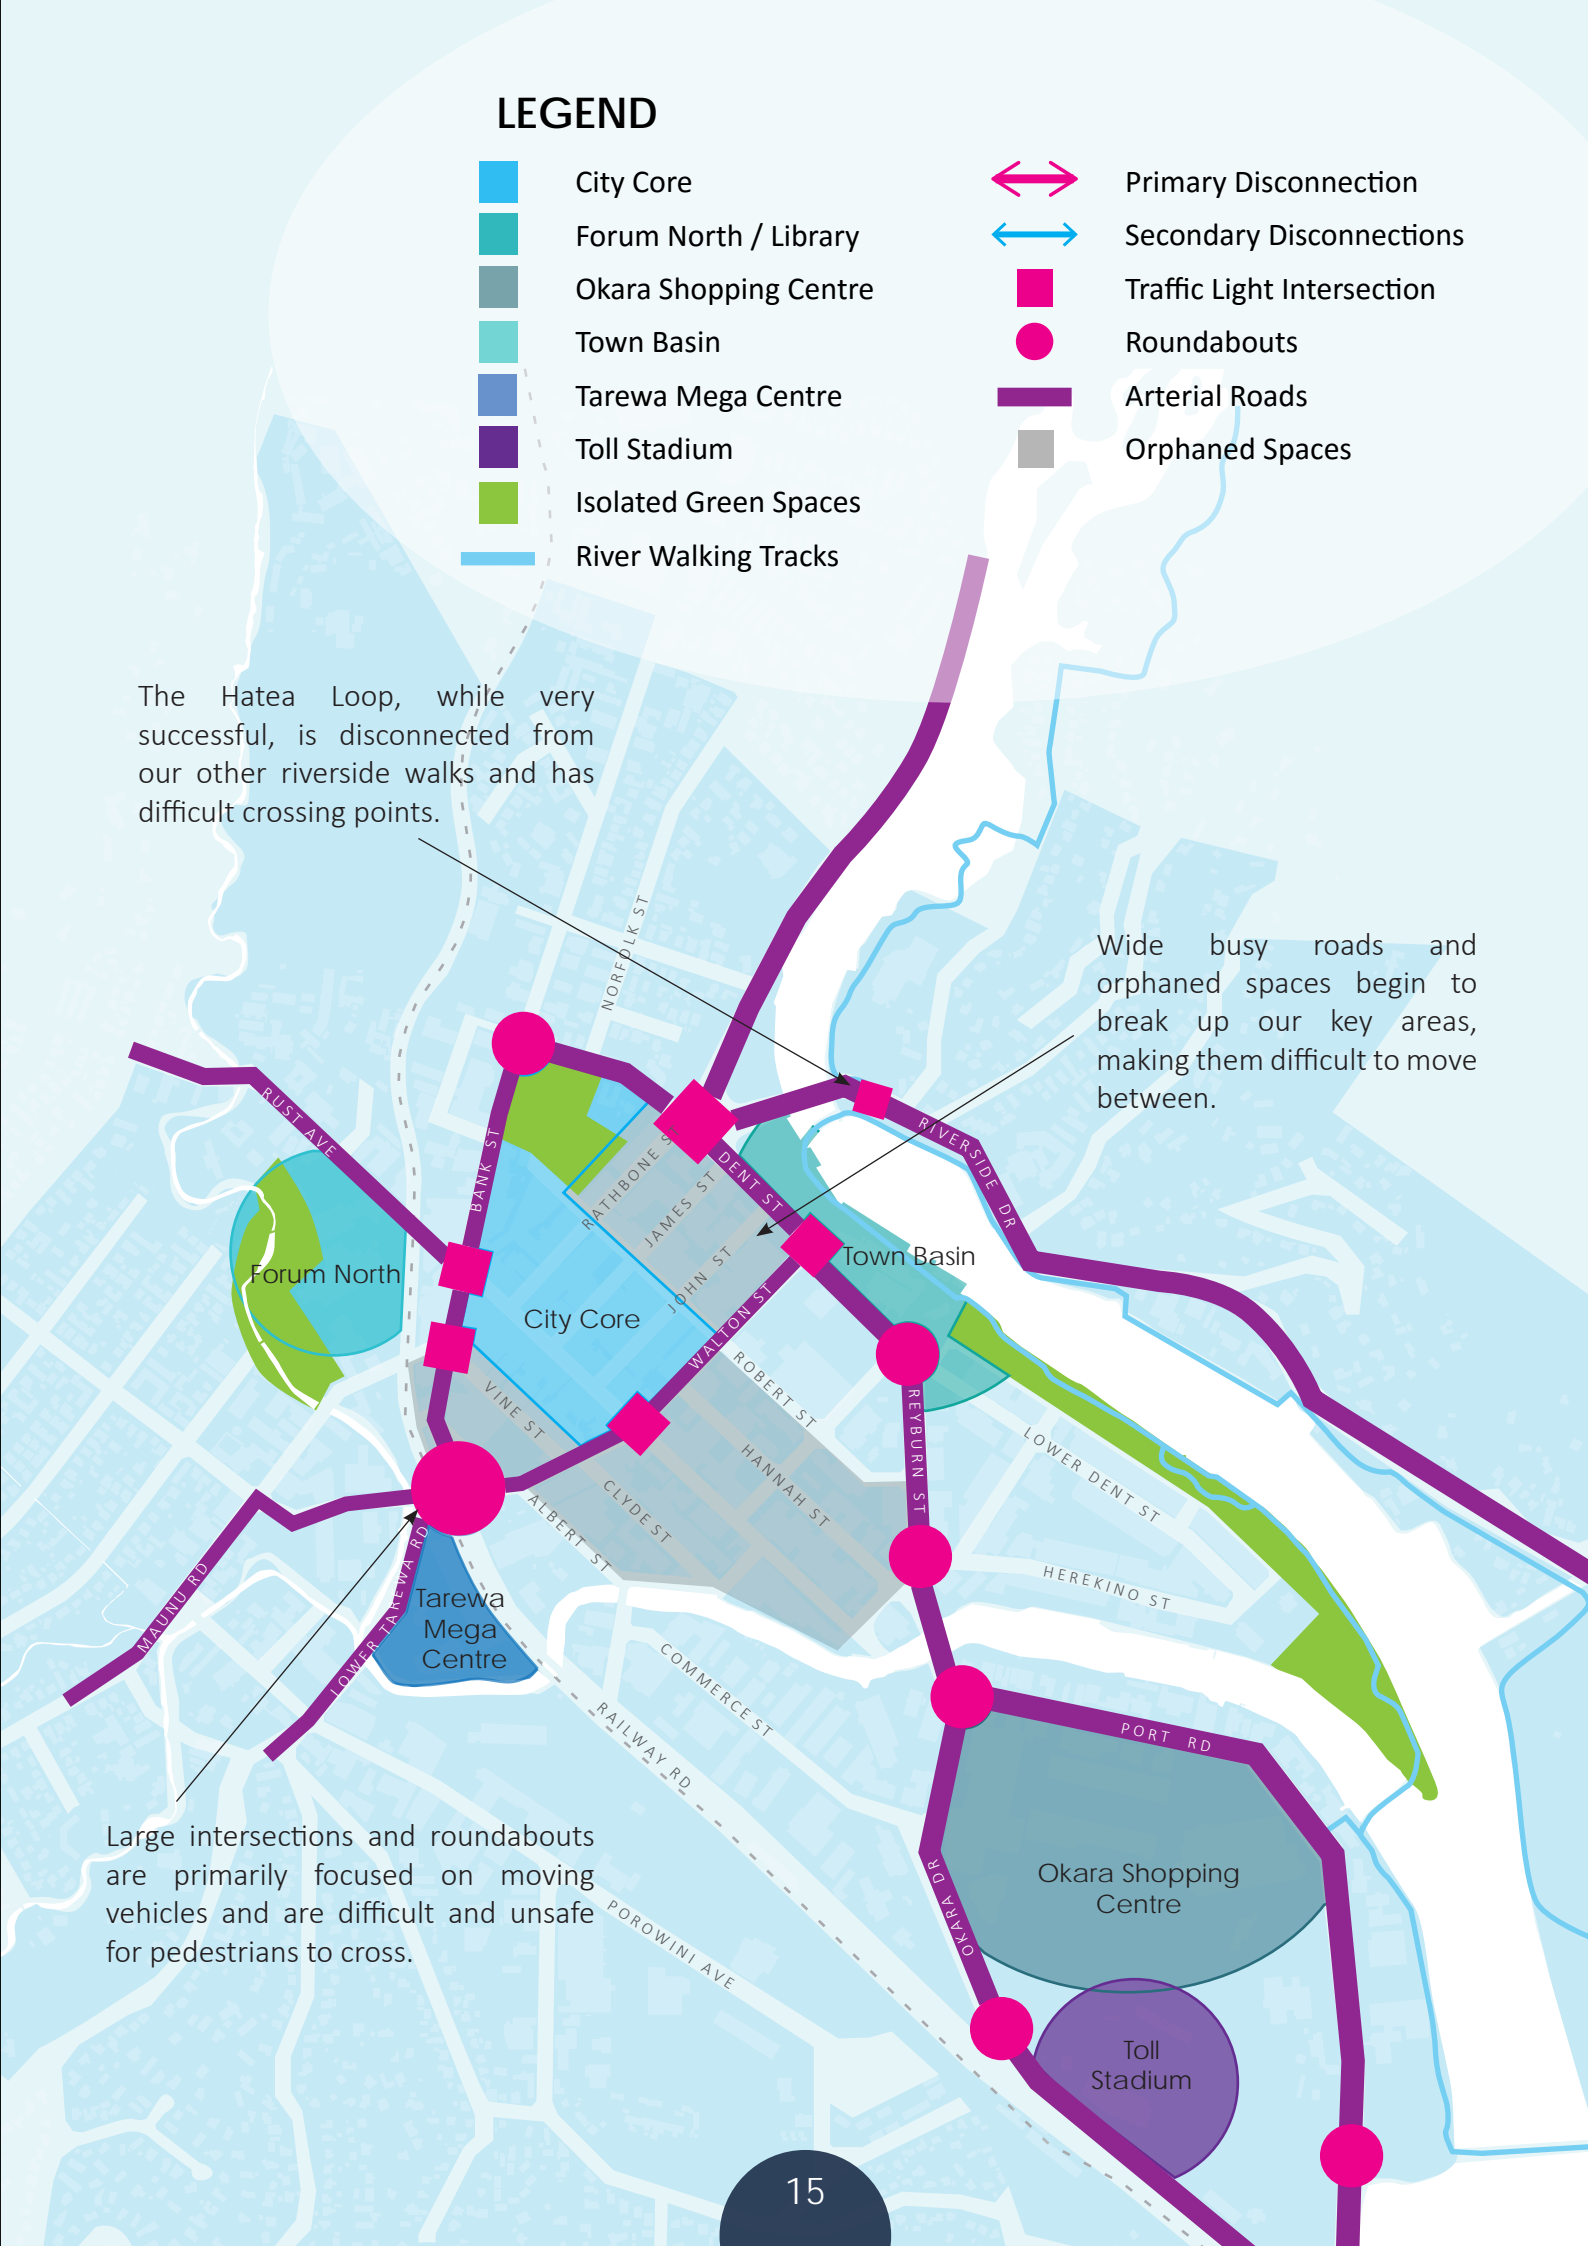 LEGEND
City Core
Forum North / Library
Okara Shopping Centre
Town Basin
Tarewa Mega Centre
Toll Stadium
Isolated Green Spaces
River Walking Tracks
Primary Disconnection
Secondary Disconnections
Traffic Light Intersection
Roundabouts
Arterial Roads
Orphaned Spaces
The Hatea Loop, while very
successful, is disconnected from
our other riverside walks and has
difficult crossing points.
Wide busy roads and
orphaned spaces begin to
break up our key areas,
making them difficult to move
between.
NORFOLK ST
RUST AVE
BANK ST
RATHBONE ST
JAMES ST
JOHN ST
DENT ST
RIVERSIDE DR
WALTON ST
Forum North
City Core
Town Basin
VINE ST
ROBERT ST
REYBURN ST
LOWER DENT ST
HANNAH ST
CLYDE ST
ALBERT ST
HEREKINO ST
MAUNU RD
LOWER TAREWA RD
Tarewa
Mega
Centre
COMMERCE ST
RAILWAY RD
PORT RD
OKARA DR
Okara Shopping
Centre
Large intersections and roundabouts
are primarily focused on moving
vehicles and are difficult and unsafe
for pedestrians to cross.
POROWINI AVE
Toll
Stadium
15